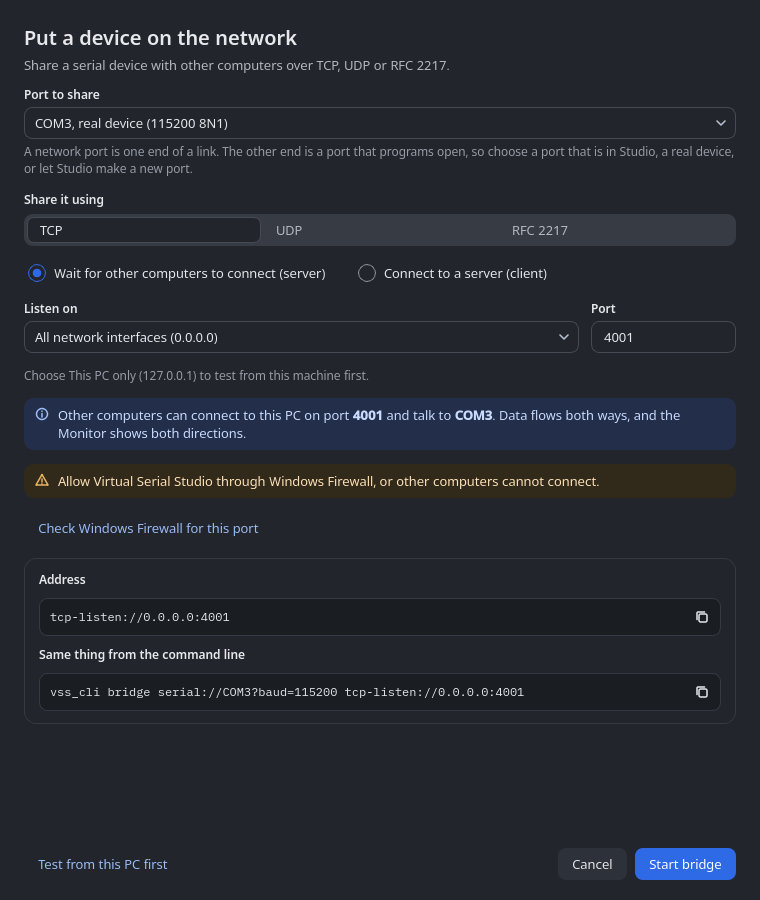 Put a device on the network
Share a serial device with other computers over TCP, UDP or RFC 2217.
Port to share
COM3, real device (115200 8N1)
A network port is one end of a link. The other end is a port that programs open, so choose a port that is in Studio, a real device,
or let Studio make a new port.
Share it using
TCP UDP RFC 2217
Wait for other computers to connect (server) Connect to a server (client)
Listen on Port
All network interfaces (0.0.0.0) 4001
Choose This PC only (127.0.0.1) to test from this machine first.
Other computers can connect to this PC on port 4001 and talk to COM3. Data flows both ways, and the
Monitor shows both directions.
Allow Virtual Serial Studio through Windows Firewall, or other computers cannot connect.
Check Windows Firewall for this port
Address
tcp-listen://0.0.0.0:4001
Same thing from the command line
vss_cli bridge serial://COM3?baud=115200 tcp-listen://0.0.0.0:4001
Test from this PC first Cancel Start bridge